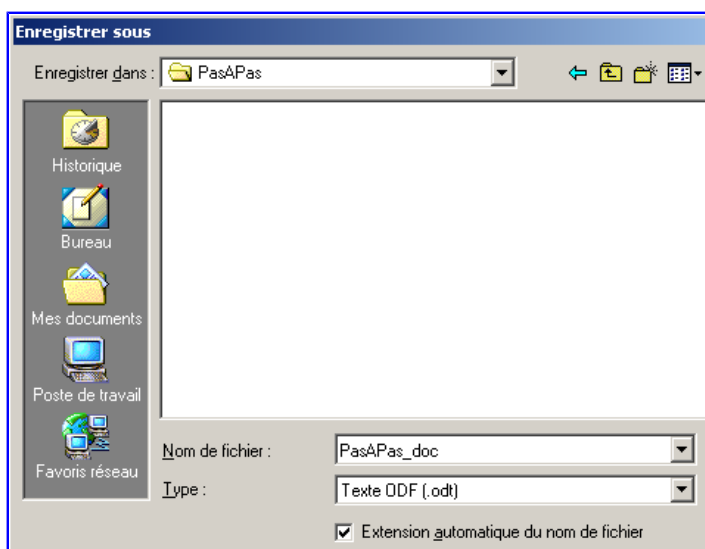 Enregistrer sous
Enregistrer dans : PasAPas
Historique
Bureau
Mes documents
Poste de travail
Favoris réseau
Nom de fichier : PasAPas_doc
Type : Texte ODF (.odt)
Extension automatique du nom de fichier